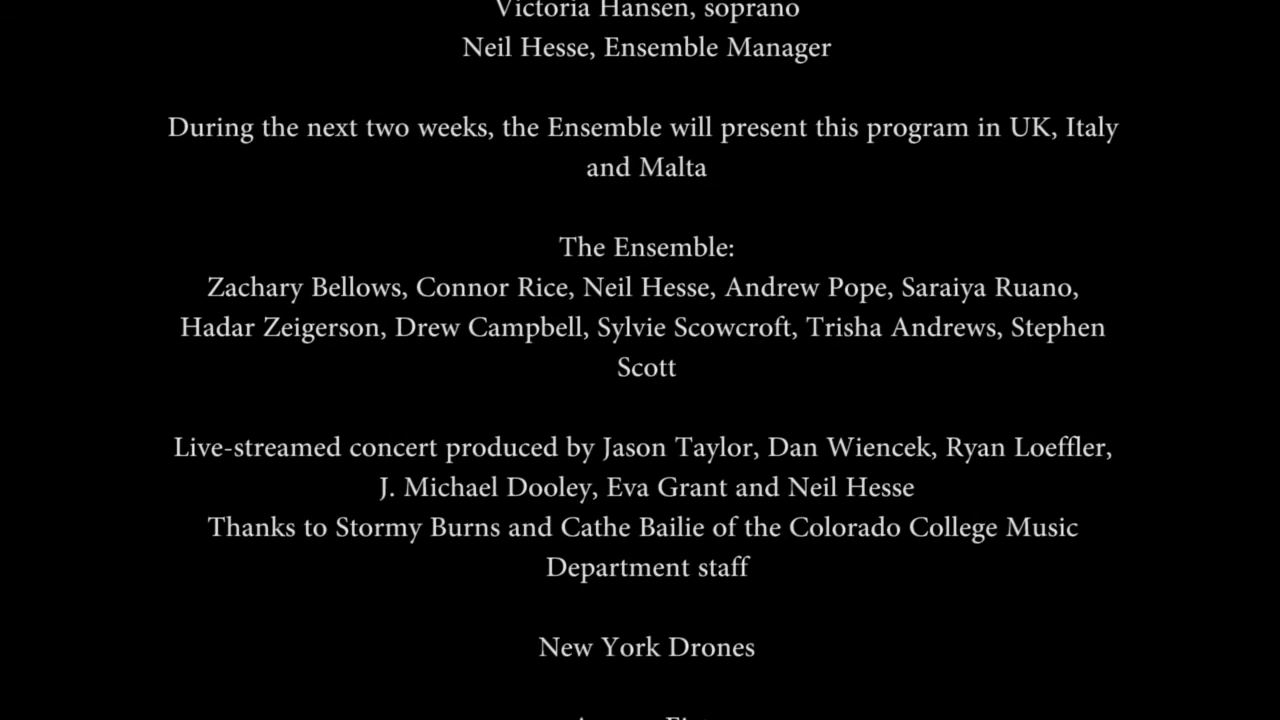 Victoria Hansen, soprano
Neil Hesse, Ensemble Manager
During the next two weeks, the Ensemble will present this program in UK, Italy
and Malta
The Ensemble:
Zachary Bellows, Connor Rice, Neil Hesse, Andrew Pope, Saraiya Ruano,
Hadar Zeigerson, Drew Campbell, Sylvie Scowcroft, Trisha Andrews, Stephen
Scott
Live-streamed concert produced by Jason Taylor, Dan Wiencek, Ryan Loeffler,
J. Michael Dooley, Eva Grant and Neil Hesse
Thanks to Stormy Burns and Cathe Bailie of the Colorado College Music
Department staff
New York Drones